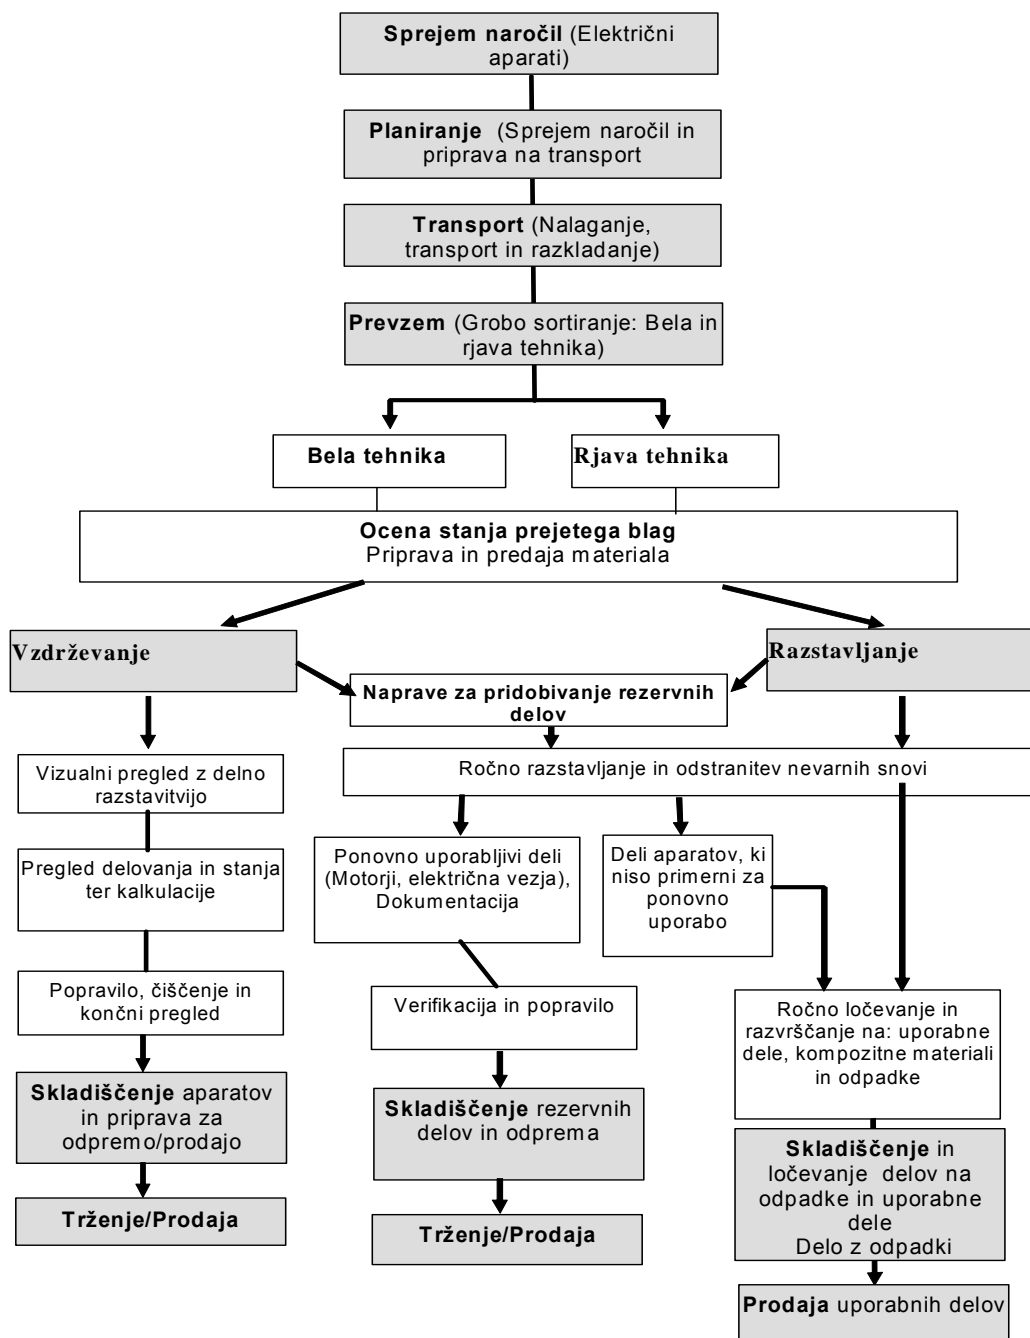 Sprejem naročil (Električni
aparati)
Planiranje (Sprejem naročil in
priprava na transport
Transport (Nalaganje,
transport in razkladanje)
Prevzem (Grobo sortiranje: Bela in
rjava tehnika)
Bela tehnika
Rjava tehnika
Ocena stanja prejetega blag
Priprava in predaja materiala
Vzdrževanje
Razstavljanje
Naprave za pridobivanje rezervnih
delov
Vizualni pregled z delno
razstavitvijo
Ročno razstavljanje in odstranitev nevarnih snovi
Pregled delovanja in stanja
ter kalkulacije
Ponovno uporabljivi deli
(Motorji, električna vezja),
Dokumentacija
Deli aparatov, ki
niso primerni za
ponovno
uporabo
Popravilo, čiščenje in
končni pregled
Verifikacija in popravilo
Ročno ločevanje in
razvrščanje na: uporabne
dele, kompozitne materiali
in odpadke
Skladiščenje aparatov
in priprava za
odpremo/prodajo
Skladiščenje rezervnih
delov in odprema
Skladiščenje in
ločevanje delov na
odpadke in uporabne
dele
Delo z odpadki
Trženje/Prodaja
Trženje/Prodaja
Prodaja uporabnih delov